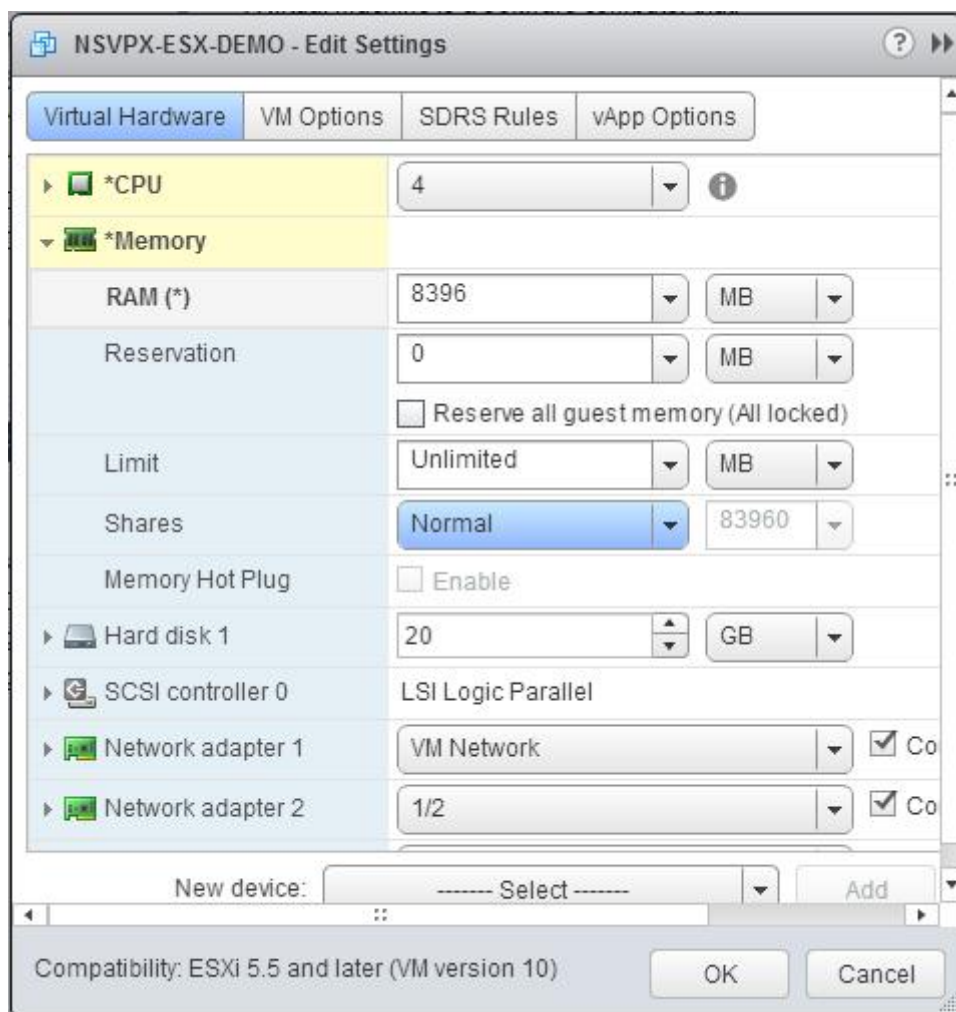 NSVPX-ESX-DEMO - Edit Settings ?
Virtual Hardware VM Options SDRS Rules vApp Options
*CPU 4
*Memory
RAM (*) 8396 MB
Reservation 0 MB
Reserve all guest memory (All locked)
Limit Unlimited MB
Shares Normal 83960
Memory Hot Plug Enable
Hard disk 1 20 GB
SCSI controller 0 LSI Logic Parallel
Network adapter 1 VM Network Co
Network adapter 2 1/2 Co
New device: ------- Select ------- Add
Compatibility: ESXi 5.5 and later (VM version 10) OK Cancel